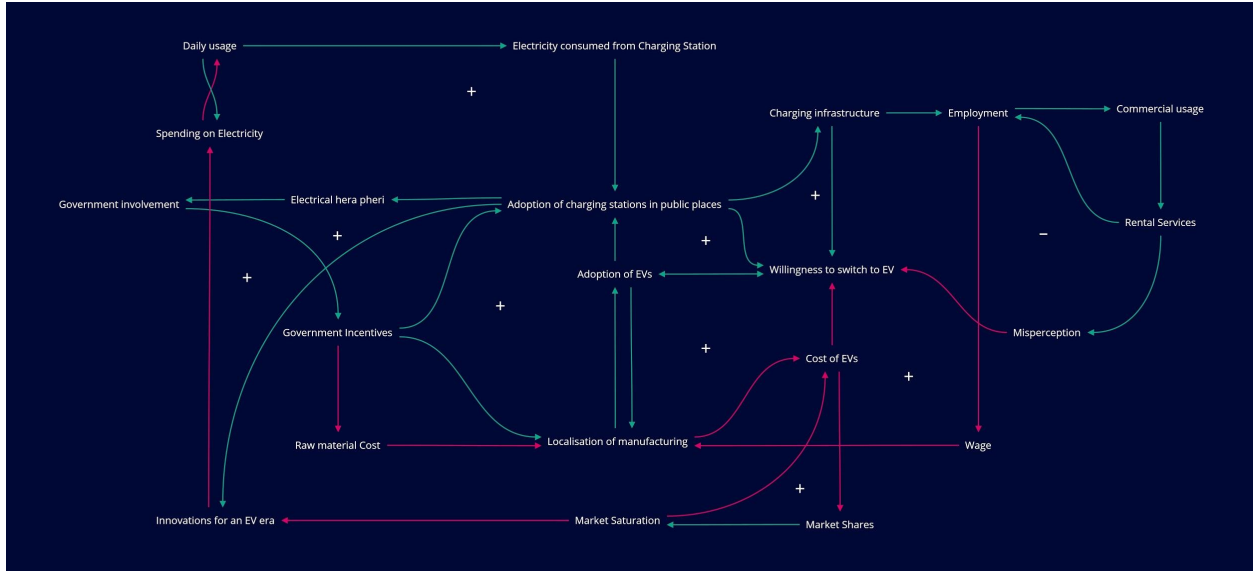 Daily usage
Electricity consumed from Charging Station
+
Charging infrastructure
Employment
Commercial usage
Spending on Electricity
Government involvement
Electrical hera pheri
Adoption of charging stations in public places
+
Rental Services
+
+
−
Adoption of EVs
Willingness to switch to EV
+
+
Government Incentives
Misperception
+
Cost of EVs
+
Raw material Cost
Localisation of manufacturing
Wage
+
Innovations for an EV era
Market Saturation
Market Shares